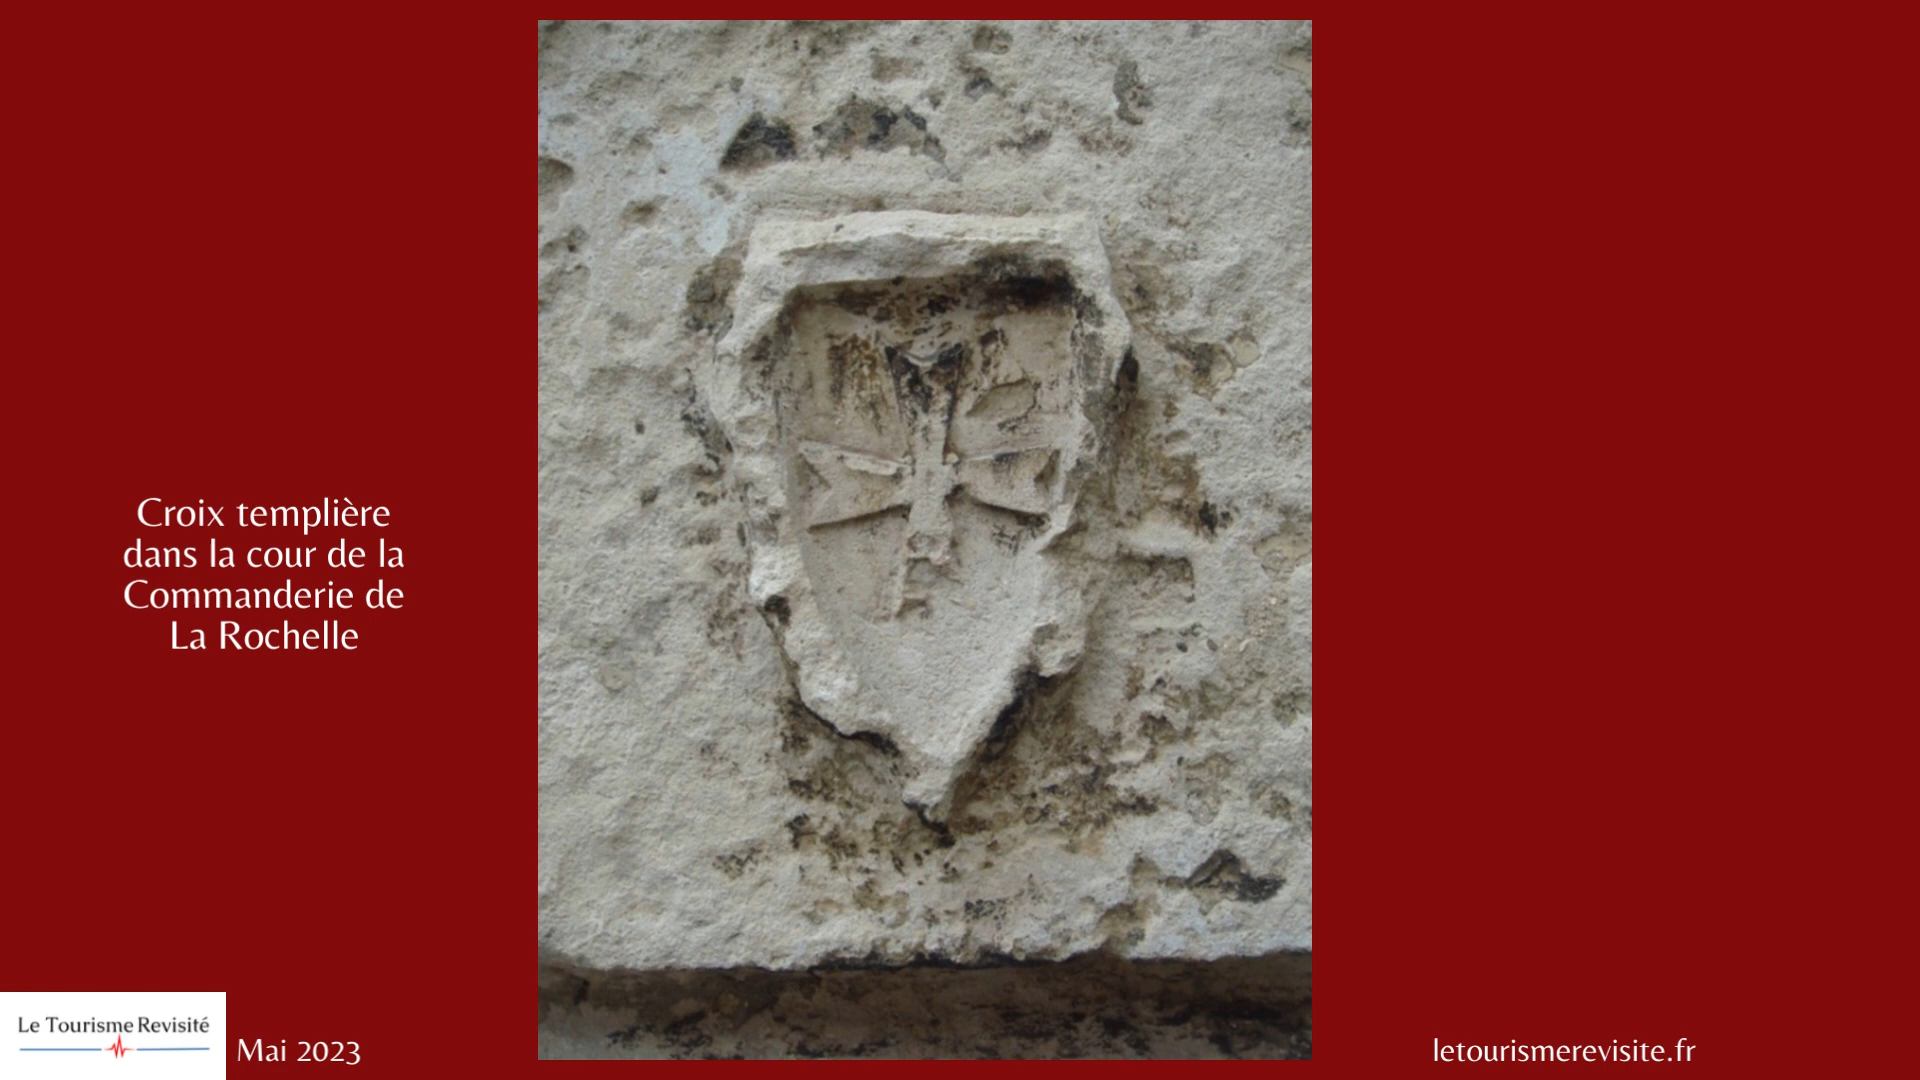 Croix templière
dans la cour de la
Commanderie de
La Rochelle
Le Tourisme Revisité
Mai 2023
letourismerevisite.fr